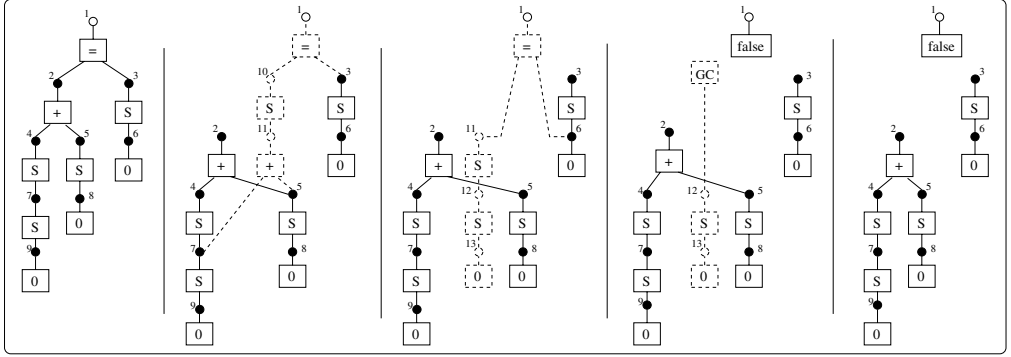 1
=
2 3
+ S
4 5 6
S S 0
7 8
S 0
9
0
1
=
10 3
S S
2 11 6
+ + 0
4 5
S S
7 8
S 0
9
0
1
=
3
S
2 11 6
+ S 0
4 12 5
S S S
7 13 8
S 0 0
9
0
1
false
GC 3
S
2 6
+ 0
4 12 5
S S S
7 13 8
S 0 0
9
0
1
false
3
S
2 6
+ 0
4 5
S S
7 8
S 0
9
0